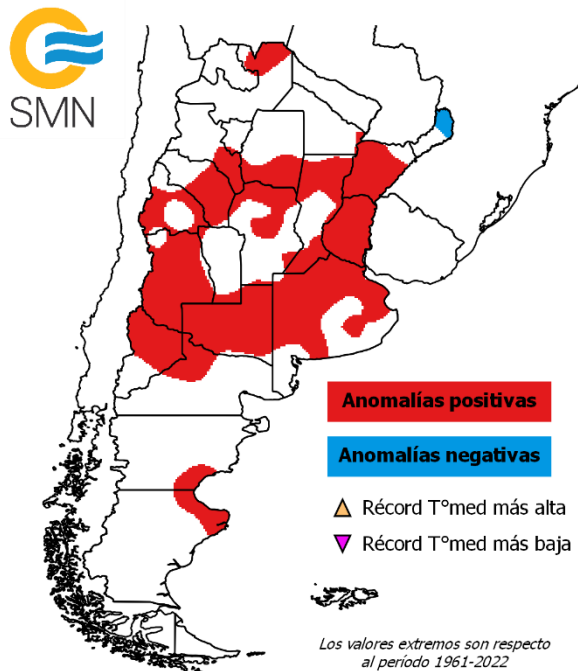 SMN
Anomalías positivas
Anomalías negativas
Récord T°med más alta
Récord T°med más baja
Los valores extremos son respecto
al período 1961-2022